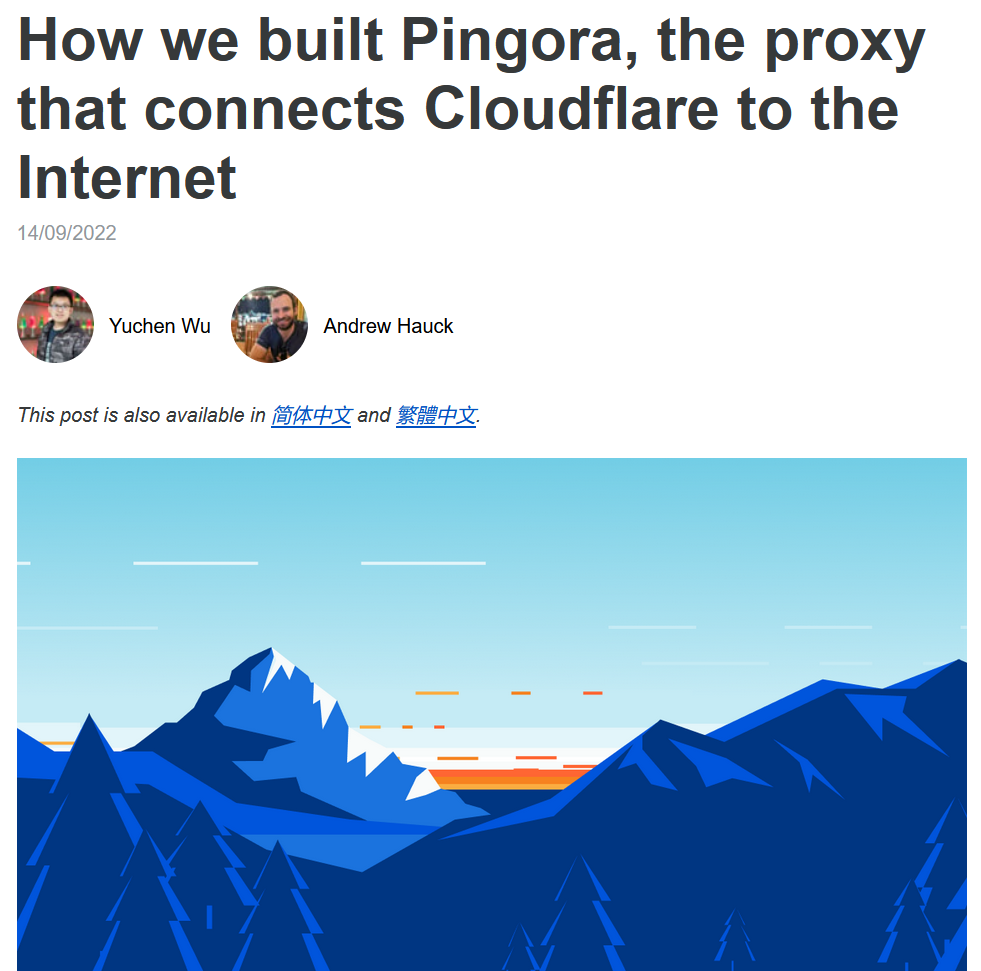 How we built Pingora, the proxy
that connects Cloudflare to the
Internet
14/09/2022
Yuchen Wu Andrew Hauck
This post is also available in 简体中文 and 繁體中文.